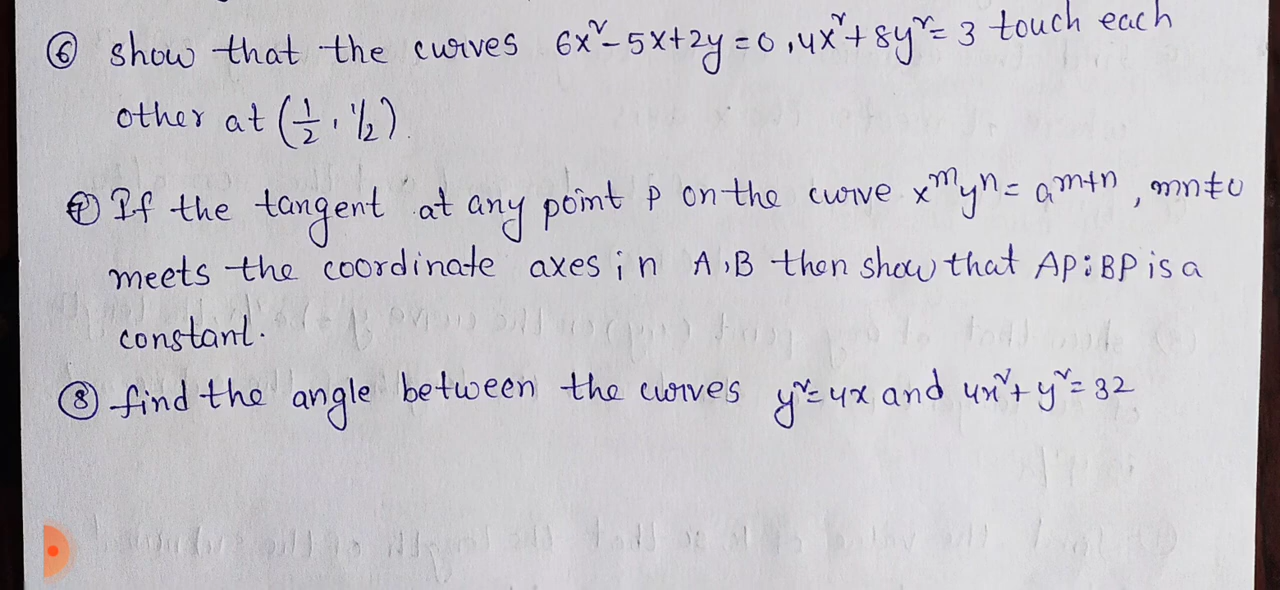 ⑥ show that the curves 6x²-5x+2y=0, 4x²+8y²=3 touch each
other at (1/2, 1/2).
⑦ If the tangent at any point P on the curve x^m y^n = a^m+n, mn≠0
meets the coordinate axes in A,B then show that AP:BP is a
constant.
⑧ find the angle between the curves y²=4x and 4x²+y²=32